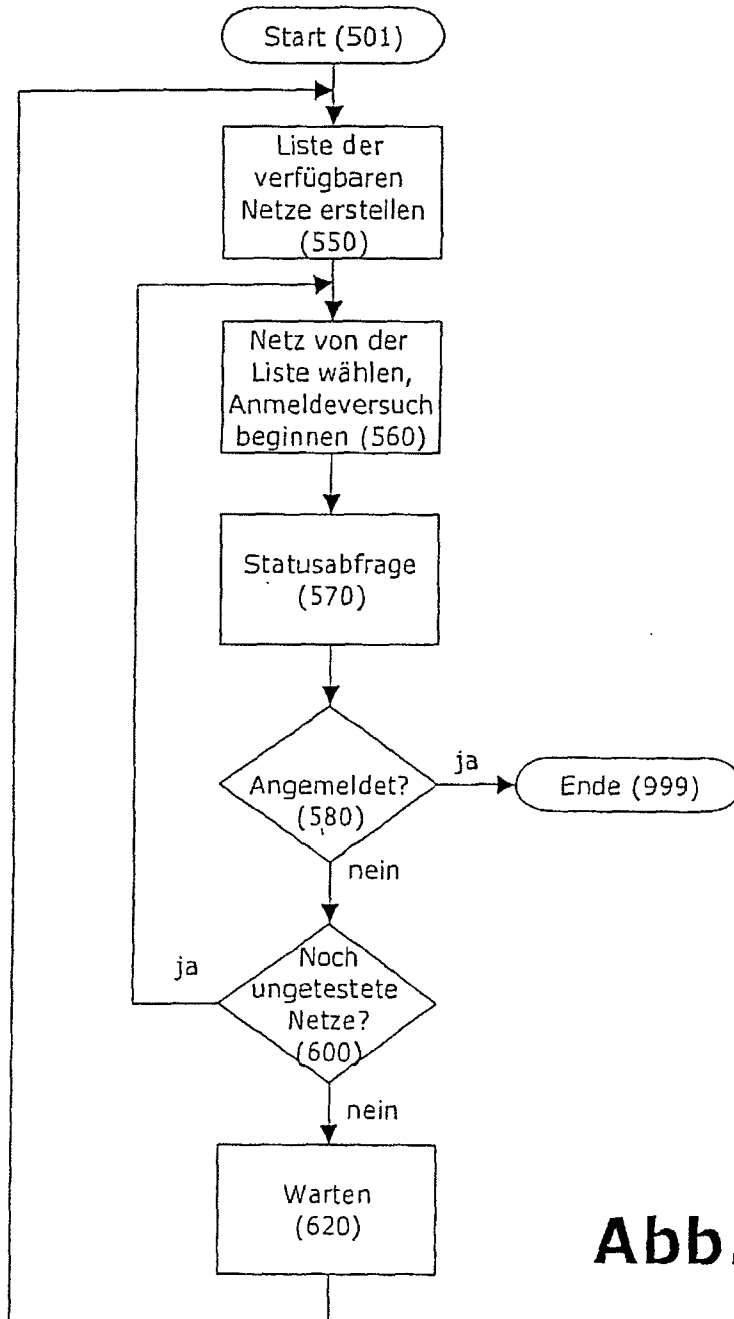 Start (501)
Liste der
verfügbaren
Netze erstellen
(550)
Netz von der
Liste wählen,
Anmeldeversuch
beginnen (560)
Statusabfrage
(570)
Angemeldet?
(580)
ja
Ende (999)
nein
Noch
ungetestete
Netze?
(600)
ja
nein
Warten
(620)
Abb.